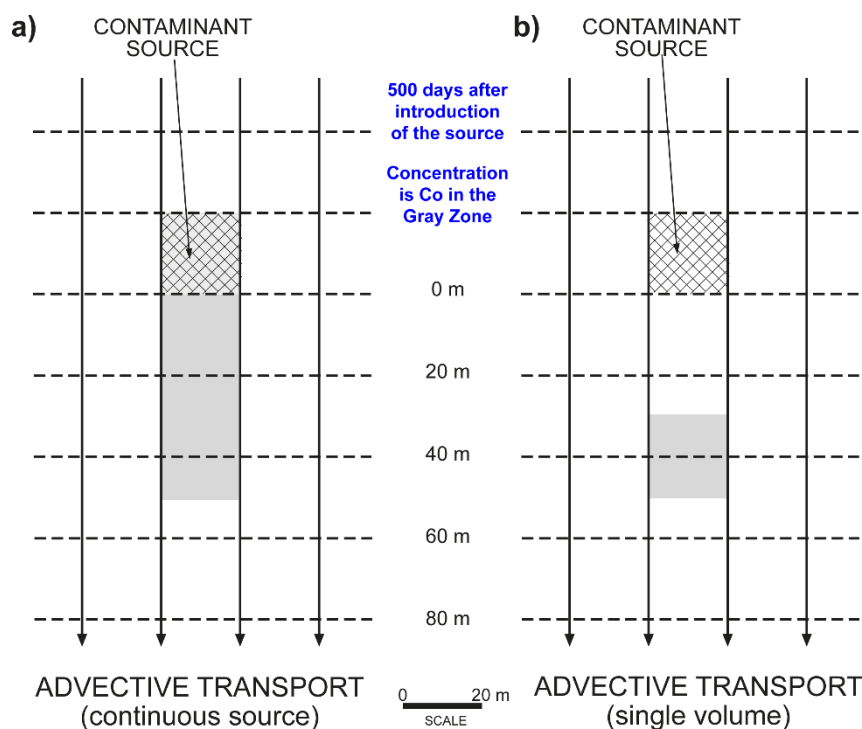 a)
CONTAMINANT
SOURCE
500 days after
introduction
of the source
Concentration
is Co in the
Gray Zone
b)
CONTAMINANT
SOURCE
0 m
20 m
40 m
60 m
80 m
ADVECTIVE TRANSPORT
(continuous source)
0 20 m
SCALE
ADVECTIVE TRANSPORT
(single volume)